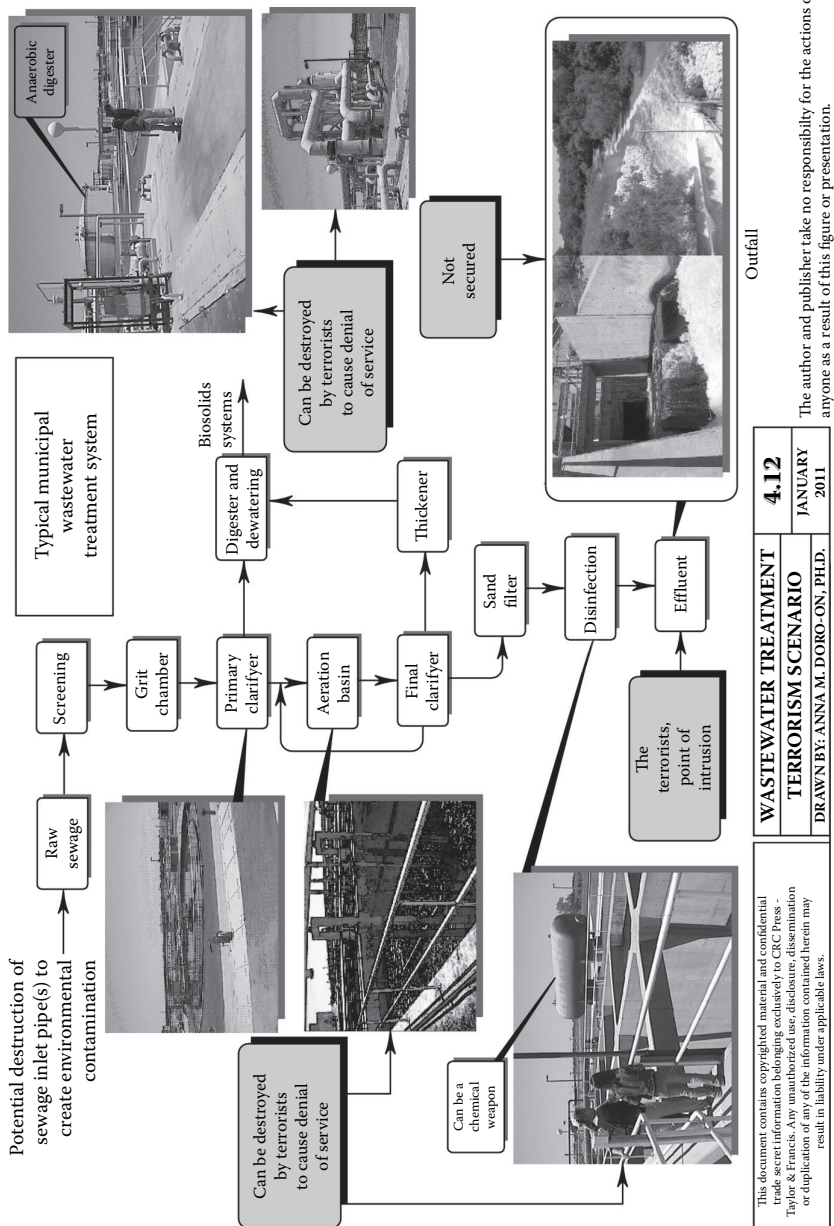 Potential destruction of
sewage inlet pipe(s) to
create environmental
contamination
Raw
sewage
Screening
Grit
chamber
Primary
clarifyer
Aeration
basin
Final
clarifyer
Typical municipal
wastewater
treatment system
Digester and
dewatering
Biosolids
systems
Thickener
Sand
filter
Disinfection
Effluent
Anaerobic
digester
Can be destroyed
by terrorists
to cause denial
of service
Not
secured
Outfall
Can be destroyed
by terrorists
to cause denial
of service
Can be a
chemical
weapon
The
terrorists,
point of
intrusion
This document contains copyrighted material and confidential
trade secret information belonging exclusively to CRC Press -
Taylor & Francis. Any unauthorized use, disclosure, dissemination
or duplication of any of the information contained herein may
result in liability under applicable laws.
WASTEWATER TREATMENT
TERRORISM SCENARIO
DRAWN BY: ANNA M. DORO-ON, PH.D.
4.12
JANUARY
2011
The author and publisher take no responsibilty for the actions o
anyone as a result of this figure or presentation.